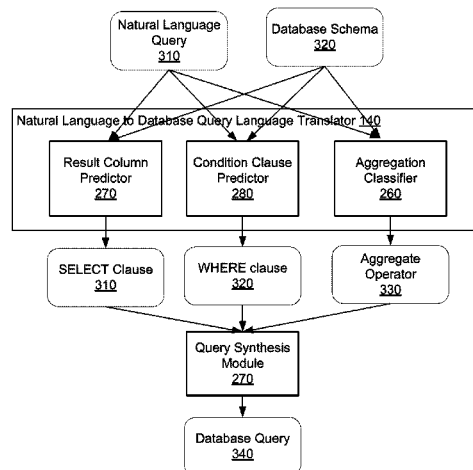 Natural Language
Query
310
Database Schema
320
Natural Language to Database Query Language Translator 140
Result Column
Predictor
270
Condition Clause
Predictor
280
Aggregation
Classifier
260
SELECT Clause
310
WHERE clause
320
Aggregate
Operator
330
Query Synthesis
Module
270
Database Query
340